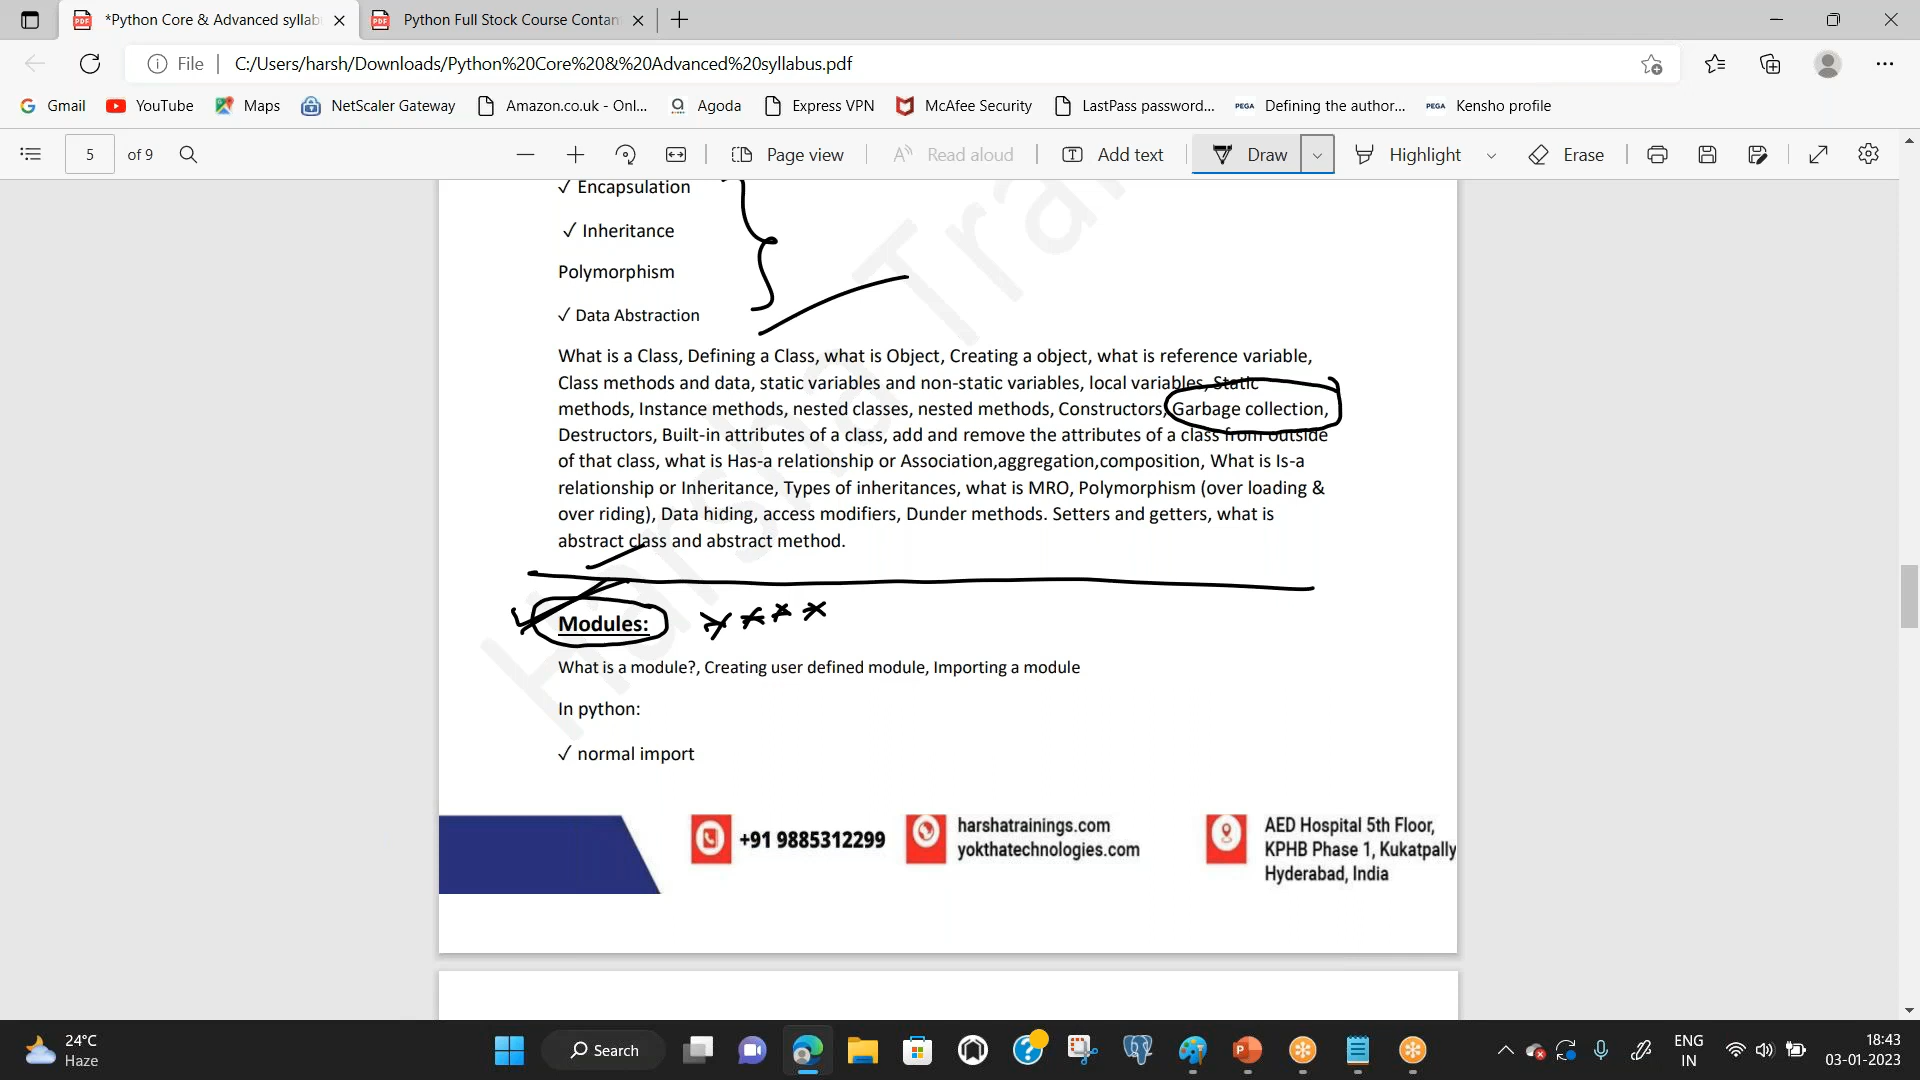 *Python Core & Advanced syllab
Python Full Stock Course Contan
File
C:/Users/harsh/Downloads/Python%20Core%20&%20Advanced%20syllabus.pdf
Gmail
YouTube
Maps
NetScaler Gateway
Amazon.co.uk - Onl...
Agoda
Express VPN
McAfee Security
LastPass password...
PEGA Defining the author...
PEGA Kensho profile
5 of 9
Page view
Read aloud
Add text
Draw
Highlight
Erase
✓ Encapsulation
✓ Inheritance
Polymorphism
✓ Data Abstraction
What is a Class, Defining a Class, what is Object, Creating a object, what is reference variable,
Class methods and data, static variables and non-static variables, local variables, Static
methods, Instance methods, nested classes, nested methods, Constructors, Garbage collection,
Destructors, Built-in attributes of a class, add and remove the attributes of a class from outside
of that class, what is Has-a relationship or Association,aggregation,composition, What is Is-a
relationship or Inheritance, Types of inheritances, what is MRO, Polymorphism (over loading &
over riding), Data hiding, access modifiers, Dunder methods. Setters and getters, what is
abstract class and abstract method.
Modules:
What is a module?, Creating user defined module, Importing a module
In python:
✓ normal import
Harsha Trai
+91 9885312299
harshatrainings.com
yokthatechnologies.com
AED Hospital 5th Floor,
KPHB Phase 1, Kukatpally
Hyderabad, India
24°C
Haze
Search
ENG
IN
18:43
03-01-2023